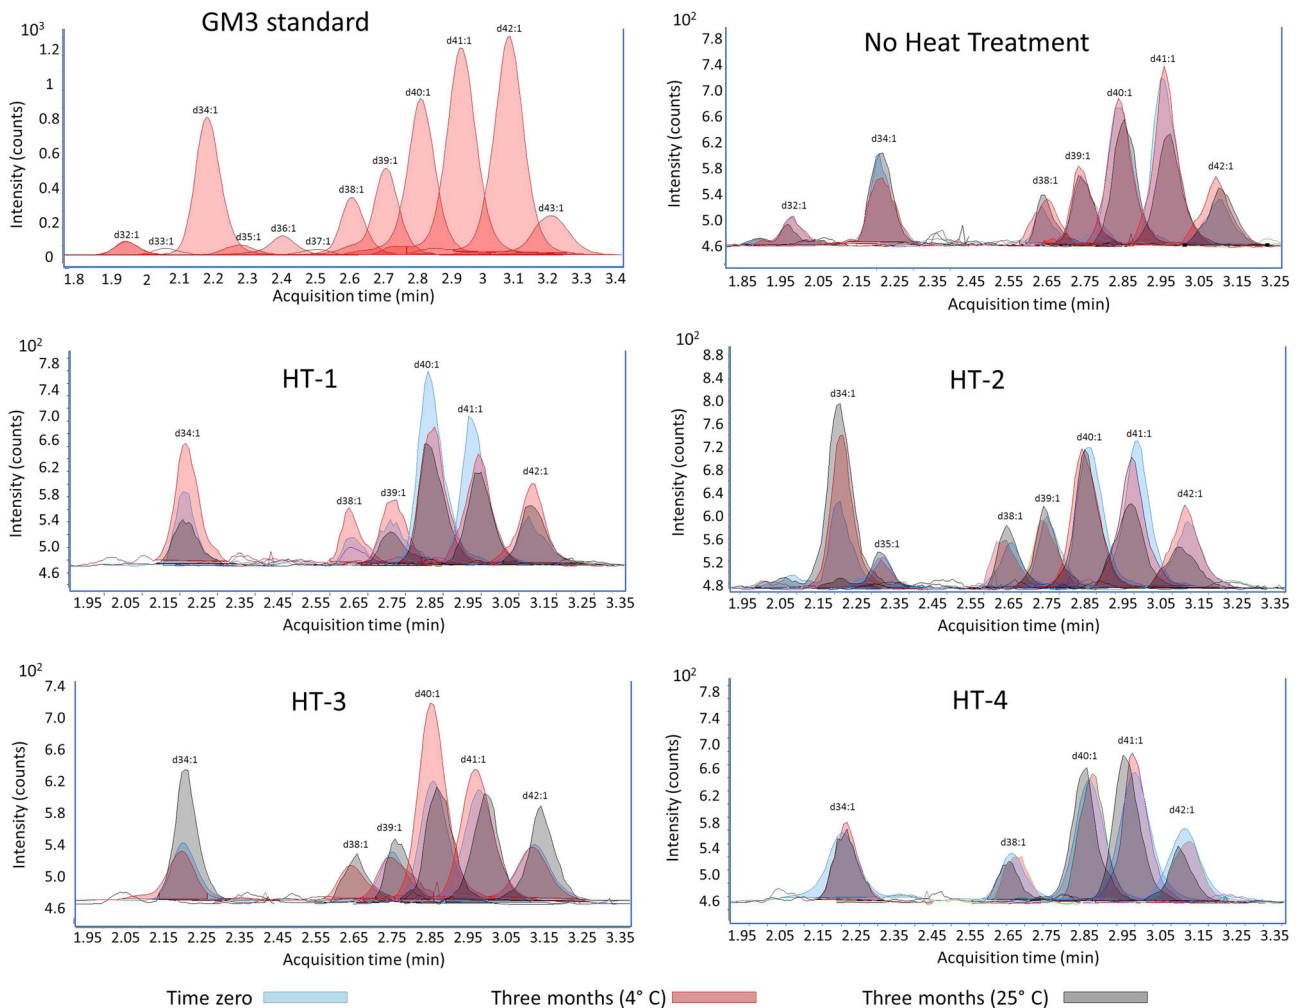 GM3 standard
10³
1.2
1
0.8
0.6
0.4
0.2
0
Intensity (counts)
d32:1
d33:1
d34:1
d35:1
d36:1
d37:1
d38:1
d39:1
d40:1
d41:1
d42:1
d43:1
1.8 1.9 2 2.1 2.2 2.3 2.4 2.5 2.6 2.7 2.8 2.9 3 3.1 3.2 3.3 3.4
Acquisition time (min)
No Heat Treatment
10²
7.8
7.4
7.0
6.6
6.2
5.8
5.4
5.0
4.6
Intensity (counts)
d32:1
d34:1
d38:1
d39:1
d40:1
d41:1
d42:1
1.85 1.95 2.05 2.15 2.25 2.35 2.45 2.55 2.65 2.75 2.85 2.95 3.05 3.15 3.25
Acquisition time (min)
HT-1
10²
7.8
7.4
7.0
6.6
6.2
5.8
5.4
5.0
4.6
Intensity (counts)
d34:1
d38:1
d39:1
d40:1
d41:1
d42:1
1.95 2.05 2.15 2.25 2.35 2.45 2.55 2.65 2.75 2.85 2.95 3.05 3.15 3.25 3.35
Acquisition time (min)
HT-2
10²
8.8
8.4
8.0
7.6
7.2
6.8
6.4
6.0
5.6
5.2
4.8
Intensity (counts)
d34:1
d35:1
d38:1
d39:1
d40:1
d41:1
d42:1
1.95 2.05 2.15 2.25 2.35 2.45 2.55 2.65 2.75 2.85 2.95 3.05 3.15 3.25 3.35
Acquisition time (min)
HT-3
10²
7.4
7.0
6.6
6.2
5.8
5.4
5.0
4.6
Intensity (counts)
d34:1
d38:1
d39:1
d40:1
d41:1
d42:1
1.95 2.05 2.15 2.25 2.35 2.45 2.55 2.65 2.75 2.85 2.95 3.05 3.15 3.25 3.35
Acquisition time (min)
HT-4
10²
7.8
7.4
7.0
6.6
6.2
5.8
5.4
5.0
4.6
Intensity (counts)
d34:1
d38:1
d40:1
d41:1
d42:1
1.95 2.05 2.15 2.25 2.35 2.45 2.55 2.65 2.75 2.85 2.95 3.05 3.15 3.25 3.35
Acquisition time (min)
Time zero
Three months (4° C)
Three months (25° C)